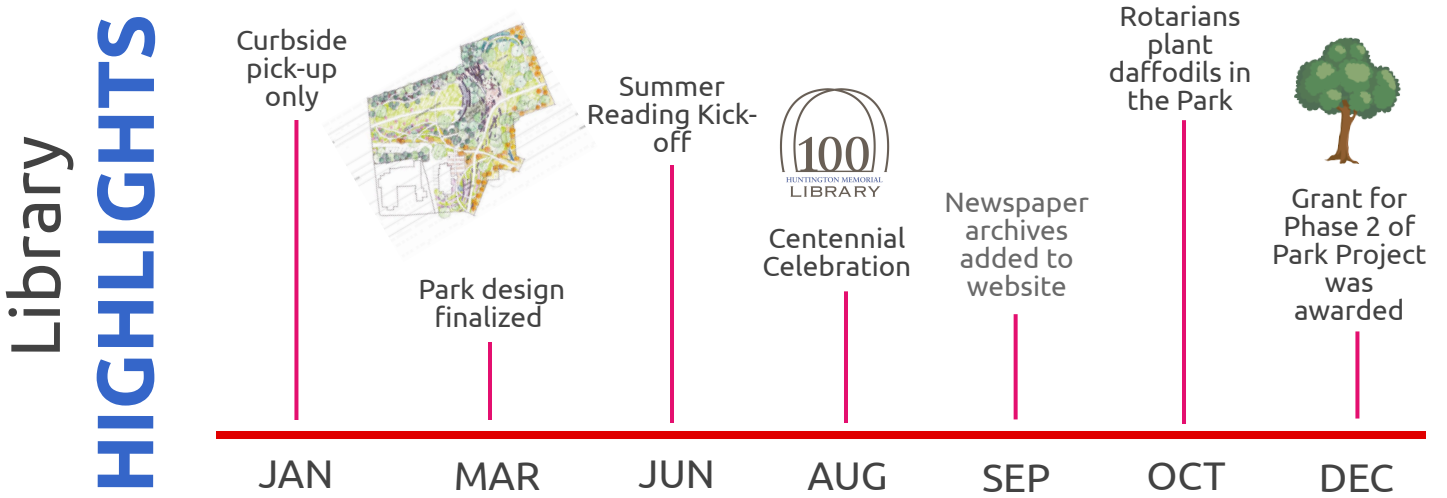 Library
HIGHLIGHTS
Curbside
pick-up
only
Park design
finalized
Summer
Reading Kick-
off
100
HUNTINGTON MEMORIAL
LIBRARY
Centennial
Celebration
Newspaper
archives
added to
website
Rotarians
plant
daffodils in
the Park
Grant for
Phase 2 of
Park Project
was
awarded
JAN MAR JUN AUG SEP OCT DEC